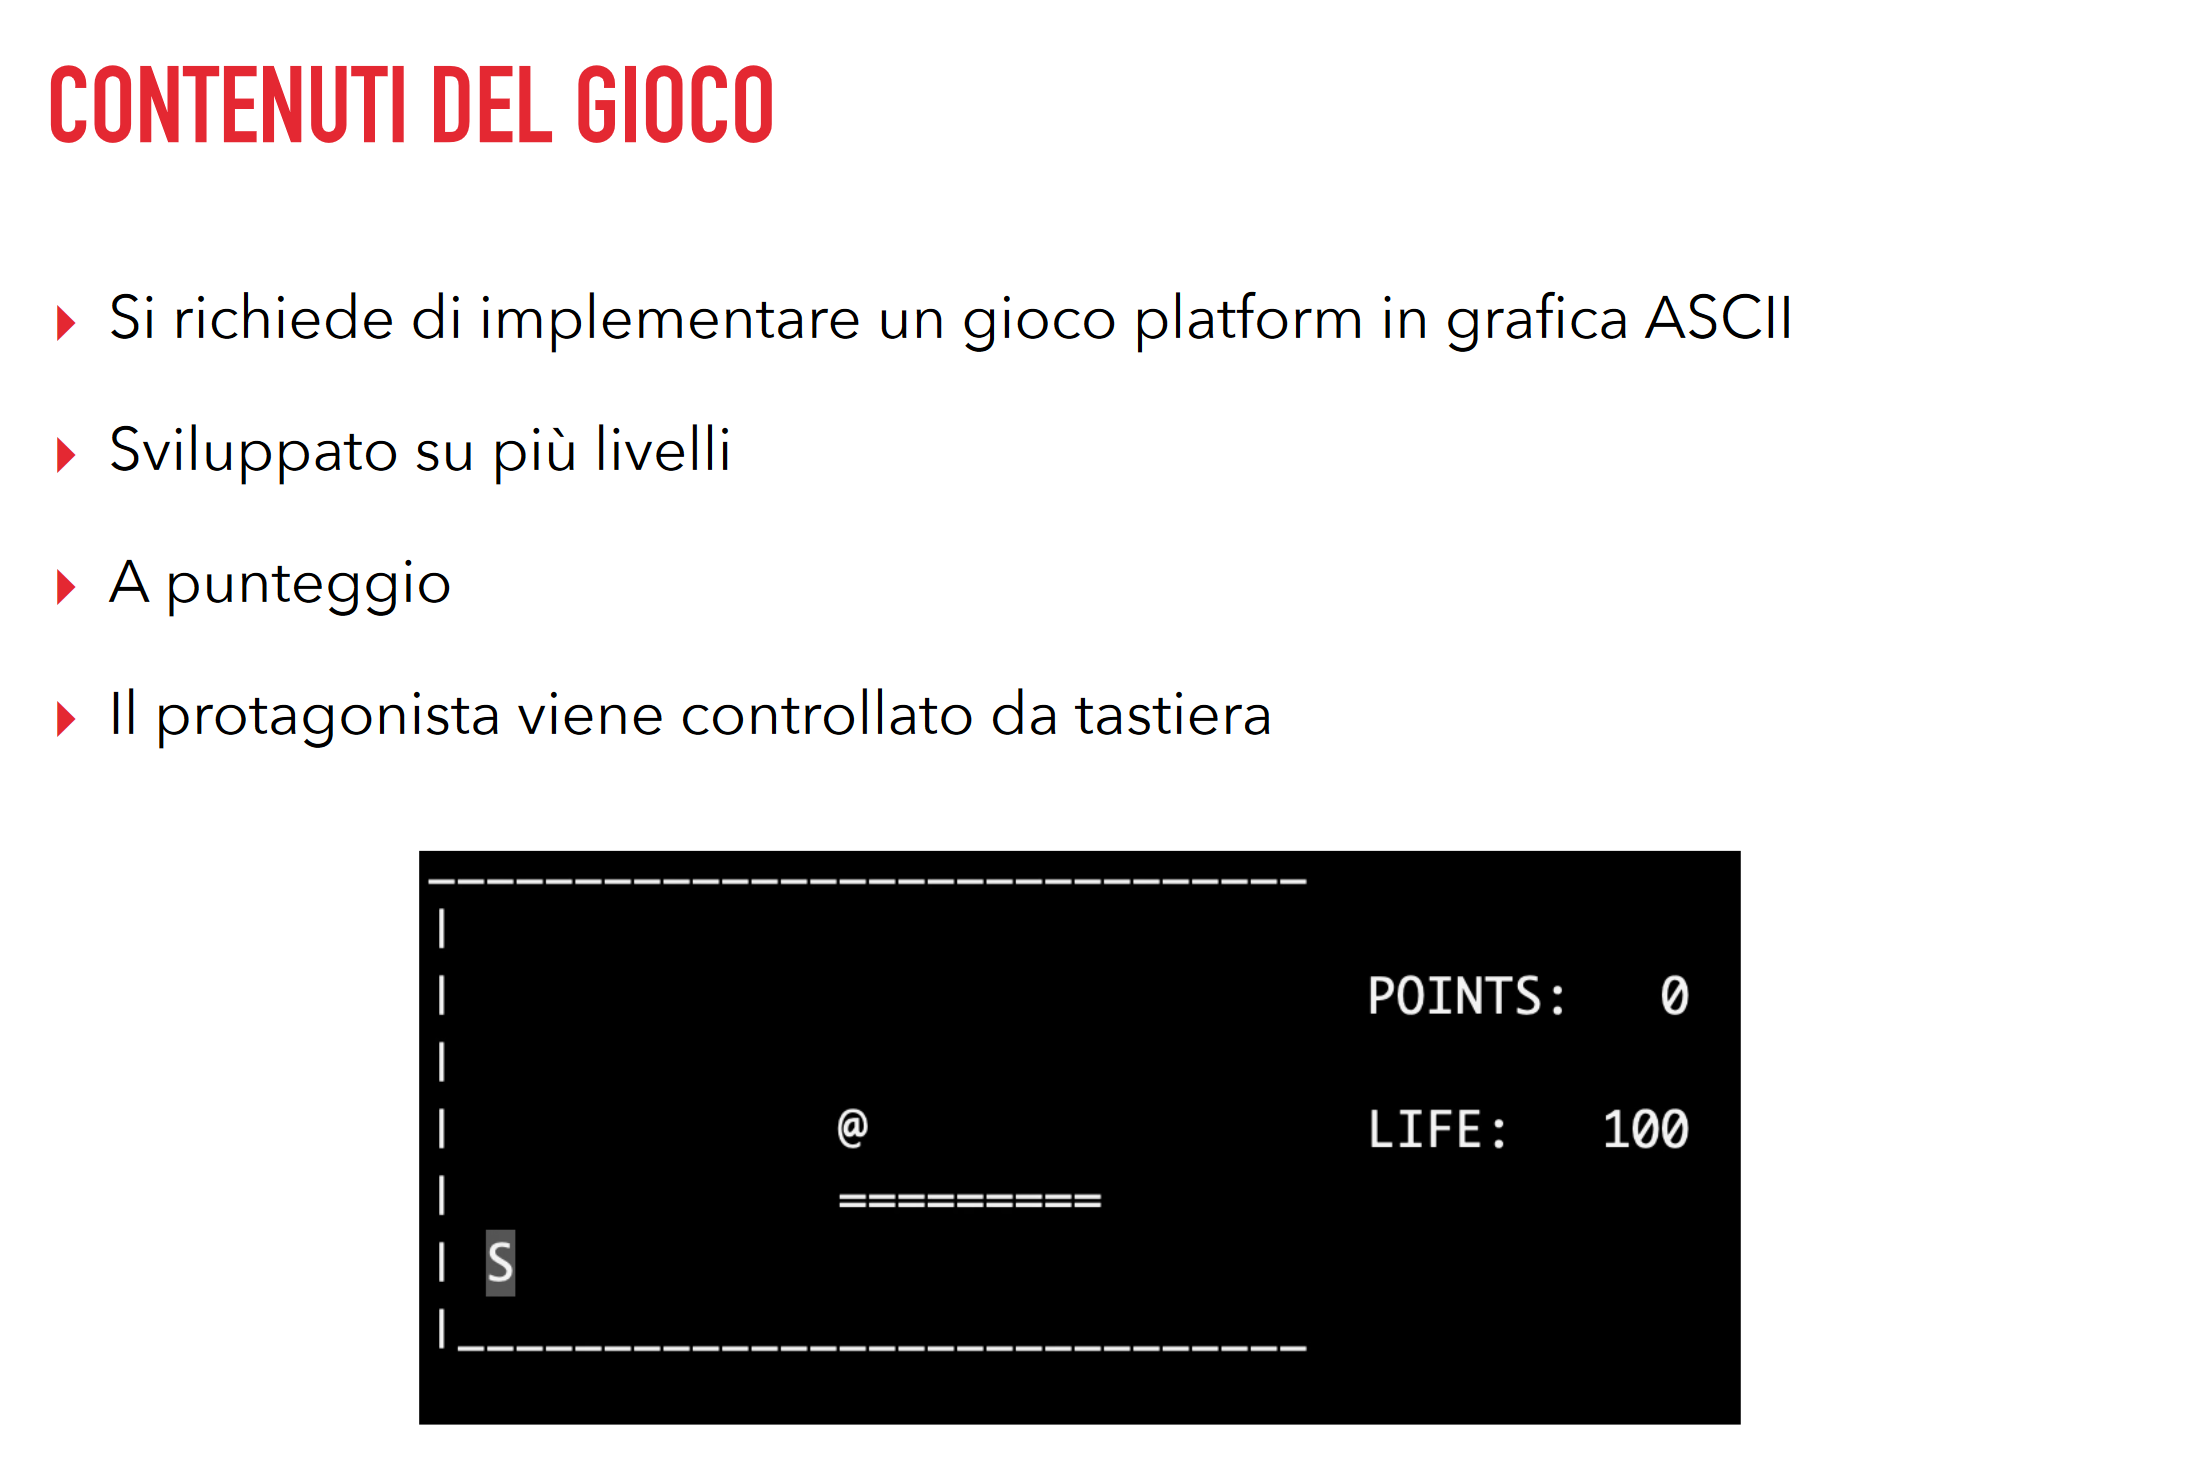 CONTENUTI DEL GIOCO
Si richiede di implementare un gioco platform in grafica ASCII
Sviluppato su più livelli
A punteggio
Il protagonista viene controllato da tastiera
POINTS: 0
@ LIFE: 100
=========
S